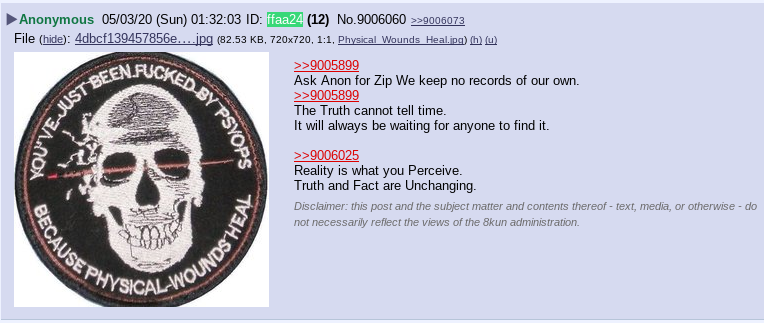 ▶Anonymous 05/03/20 (Sun) 01:32:03 ID: ffaa24 (12) No.9006060 >>9006073
File (hide): 4dbcf139457856e….jpg (82.53 KB, 720x720, 1:1, Physical_Wounds_Heal.jpg) (h) (u)
YOU'VE JUST BEEN FUCKED BY PSYOPS
BECAUSE PHYSICAL WOUNDS HEAL
>>9005899
Ask Anon for Zip We keep no records of our own.
>>9005899
The Truth cannot tell time.
It will always be waiting for anyone to find it.
>>9006025
Reality is what you Perceive.
Truth and Fact are Unchanging.
Disclaimer: this post and the subject matter and contents thereof - text, media, or otherwise - do
not necessarily reflect the views of the 8kun administration.